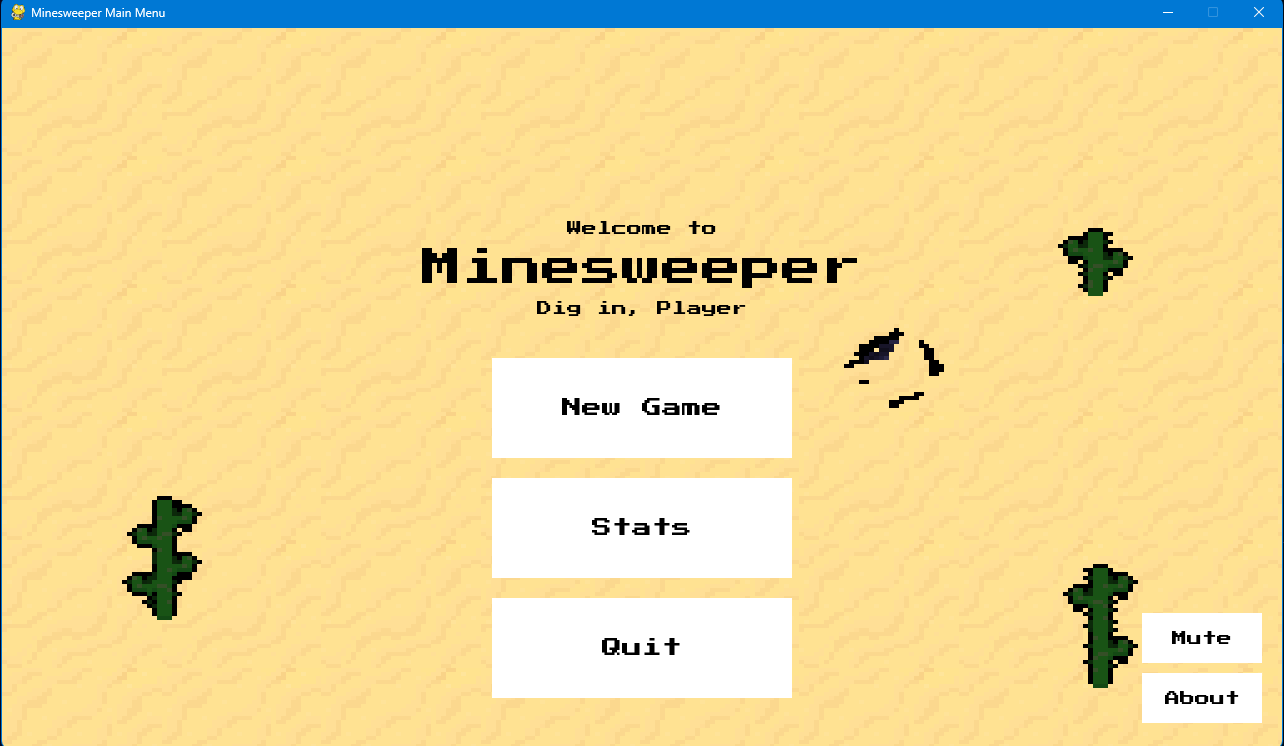 Minesweeper Main Menu
Welcome to
Minesweeper
Dig in, Player
New Game
Stats
Quit
Mute
About